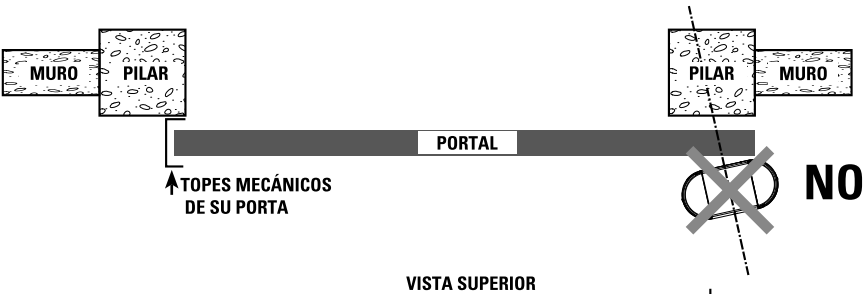 MURO PILAR PILAR MURO
PORTAL
TOPES MECÁNICOS
DE SU PORTA
NO
VISTA SUPERIOR